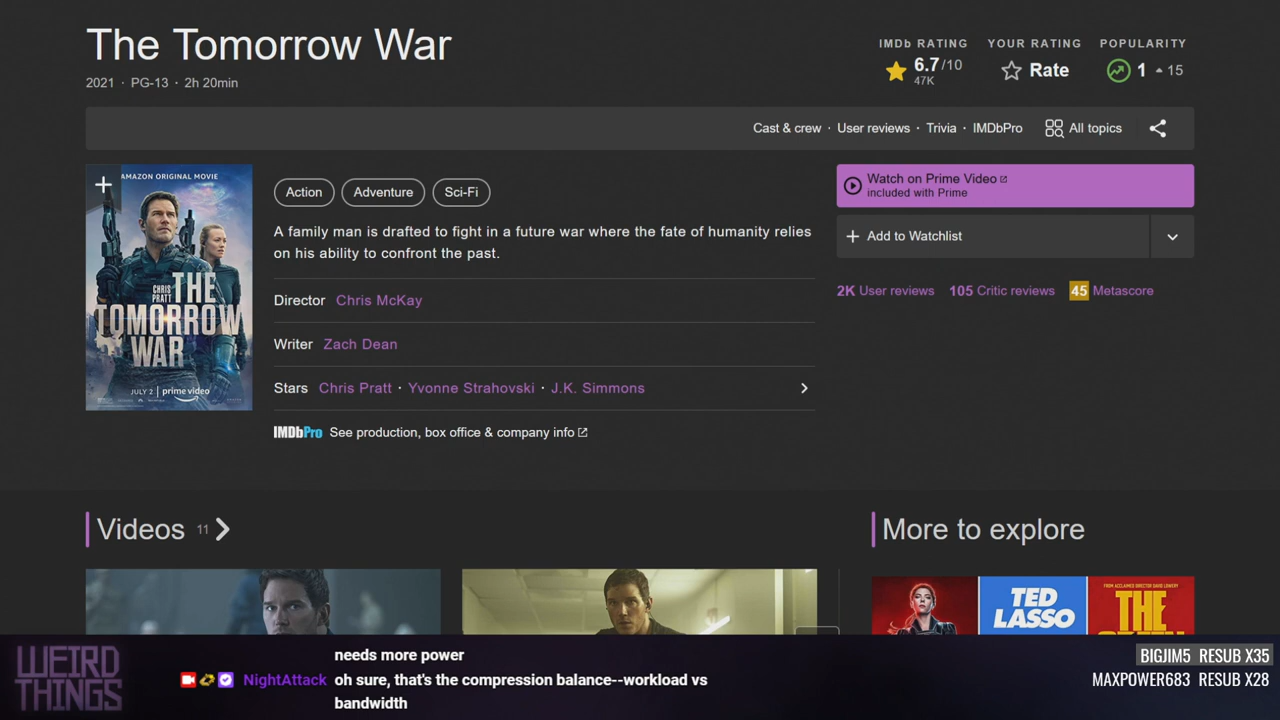 The Tomorrow War
2021 · PG-13 · 2h 20min
IMDb RATING
6.7/10
47K
YOUR RATING
Rate
POPULARITY
1 15
Cast & crew · User reviews · Trivia · IMDbPro
All topics
AMAZON ORIGINAL MOVIE
CHRIS
PRATT
THE
TOMORROW
WAR
JULY 2 | prime video
Action
Adventure
Sci-Fi
A family man is drafted to fight in a future war where the fate of humanity relies
on his ability to confront the past.
Director Chris McKay
Writer Zach Dean
Stars Chris Pratt · Yvonne Strahovski · J.K. Simmons
IMDbPro See production, box office & company info
Watch on Prime Video
included with Prime
+ Add to Watchlist
2K User reviews 105 Critic reviews 45 Metascore
Videos 11
More to explore
TED
LASSO
FROM ACCLAIMED DIRECTOR DAVID LOWERY
THE
WEIRD
THINGS
needs more power
NightAttack oh sure, that's the compression balance--workload vs
bandwidth
BIGJIM5 RESUB X35
MAXPOWER683 RESUB X28